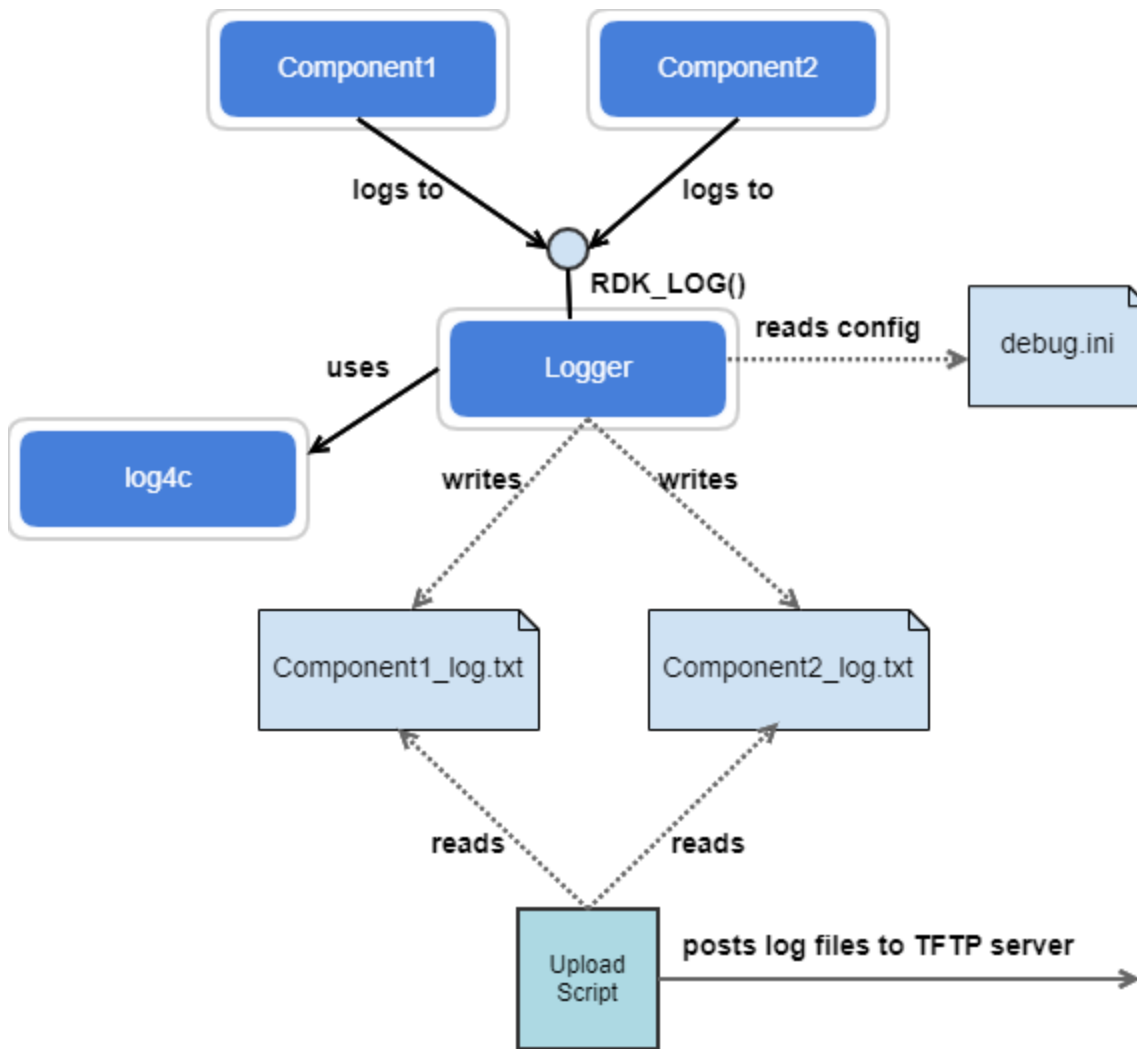 Component1
Component2
logs to
logs to
RDK_LOG()
reads config
debug.ini
Logger
uses
log4c
writes
writes
Component1_log.txt
Component2_log.txt
reads
reads
posts log files to TFTP server
Upload
Script